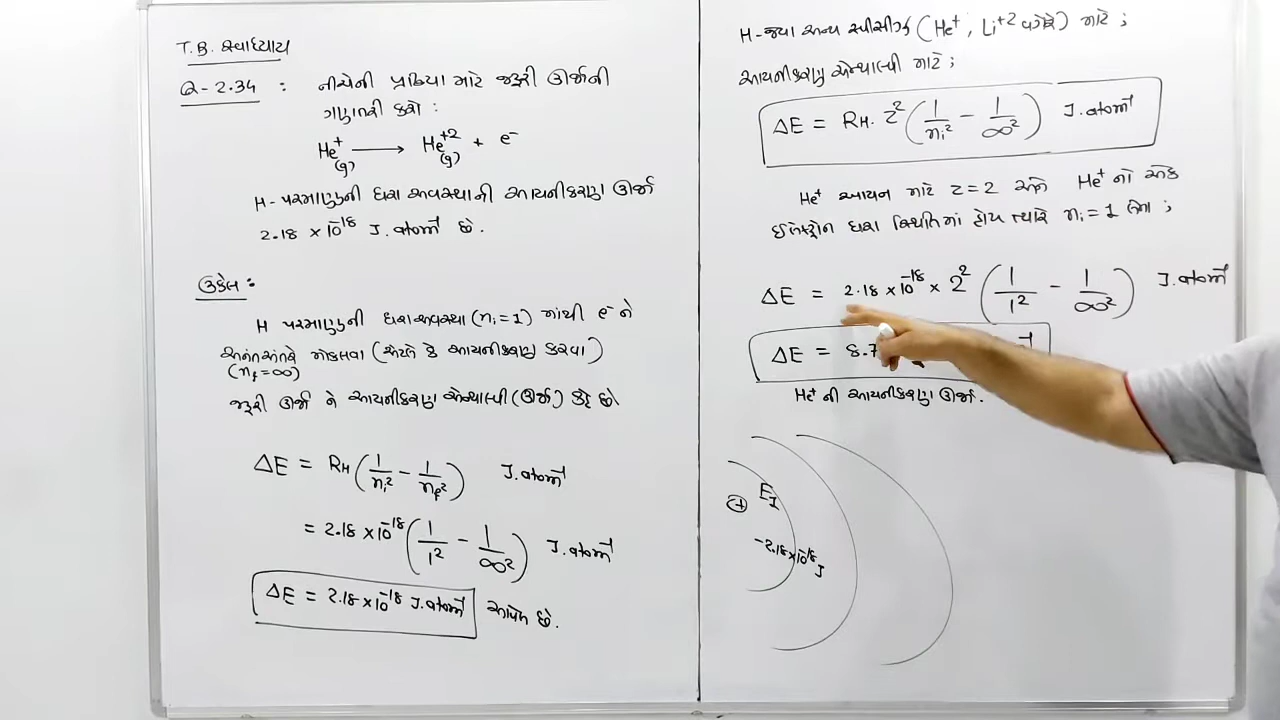 T.B. સ્વાધ્યાય
Q-2.34 : નીચેની પ્રક્રિયા માટે જરૂરી ઊર્જાની
ગણતરી કરો :
He⁺(g) ⟶ He⁺²(g) + e⁻
H-પરમાણુની ધરા અવસ્થાની આયનીકરણ ઊર્જા
2.18 × 10⁻¹⁸ J.atom⁻¹ છે.
ઉકેલ :
H પરમાણુની ધરાઅવસ્થા (nᵢ = 1) માંથી e⁻ ને
અનંતઅંતરે મોકલવા (એટલે કે આયનીકરણ કરવા)
(n_f = ∞)
જરૂરી ઊર્જા ને આયનીકરણ એન્થાલ્પી (ઊર્જા) કહે છે
ΔE = RH (1/nᵢ² − 1/n_f²) J.atom⁻¹
= 2.18 × 10⁻¹⁸ (1/1² − 1/∞²) J.atom⁻¹
ΔE = 2.18 × 10⁻¹⁸ J.atom⁻¹ આપેલ છે.
H-જેવા અન્ય સ્પીસીઝ (He⁺, Li⁺² વગેરે) માટે ;
આયનીકરણ એન્થાલ્પી માટે ;
ΔE = RH. Z² (1/nᵢ² − 1/∞²) J.atom⁻¹
He⁺ આયન માટે Z = 2 અને He⁺ નો એક
ઈલેક્ટ્રોન ધરા સ્થિતિમાં હોય ત્યારે nᵢ = 1 લેતા ;
ΔE = 2.18 × 10⁻¹⁸ × 2² (1/1² − 1/∞²) J.atom⁻¹
ΔE = 8.7
He⁺ ની આયનીકરણ ઊર્જા.
+ E₁
−2.18 × 10⁻¹⁸ J